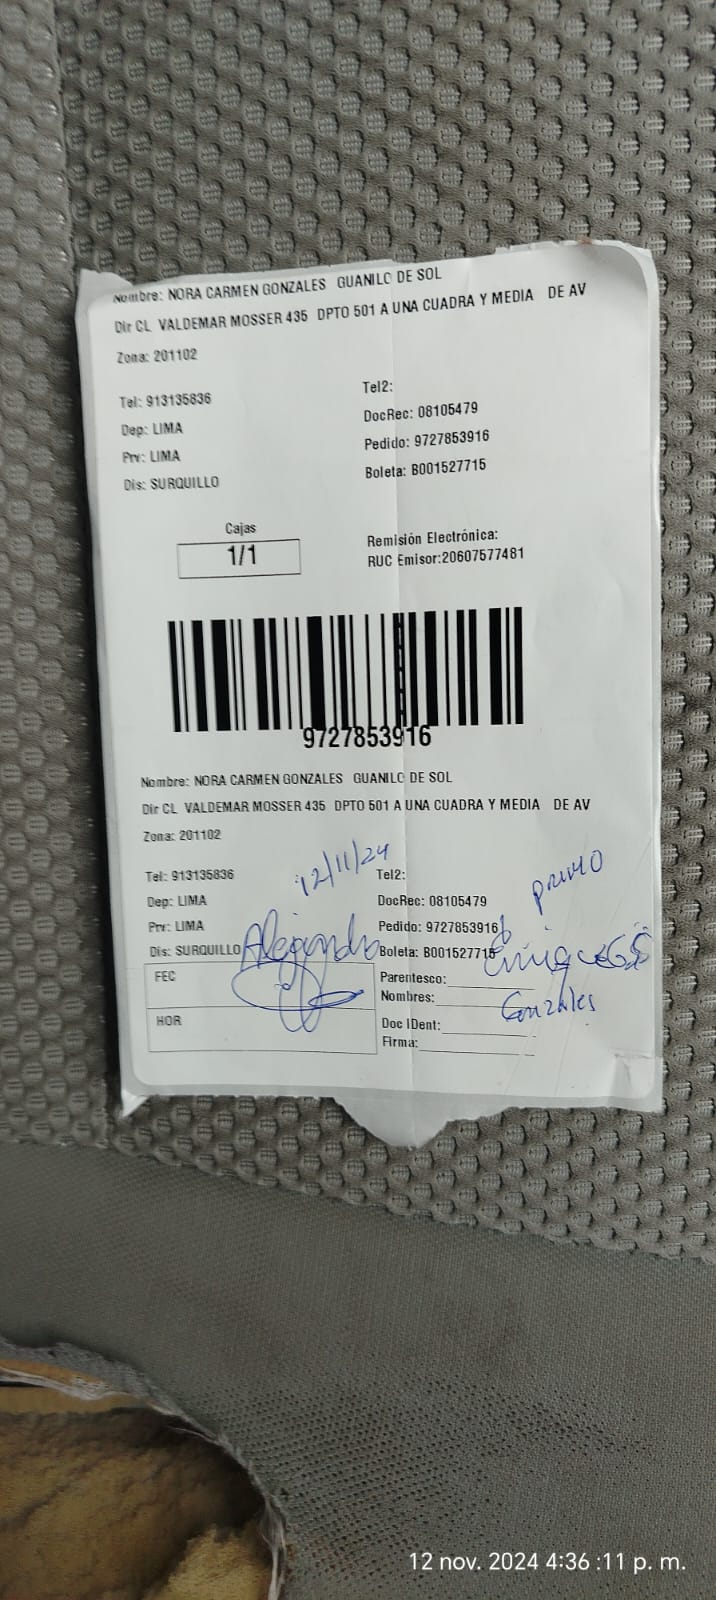 Nombre: NORA CARMEN GONZALES GUANILO DE SOL
Dir CL VALDEMAR MOSSER 435 DPTO 501 A UNA CUADRA Y MEDIA DE AV
Zona: 201102
Tel: 913135836 Tel2:
Dep: LIMA DocRec: 08105479
Prv: LIMA Pedido: 9727853916
Dis: SURQUILLO Boleta: B001527715
Cajas
1/1
Remisión Electrónica:
RUC Emisor:20607577481
9727853916
Nombre: NORA CARMEN GONZALES GUANILO DE SOL
Dir CL VALDEMAR MOSSER 435 DPTO 501 A UNA CUADRA Y MEDIA DE AV
Zona: 201102
12/11/24
primo
Tel: 913135836 Tel2:
Dep: LIMA DocRec: 08105479
Prv: LIMA Pedido: 9727853916
Dis: SURQUILLO Alejandro Boleta: B001527715
FEC Parentesco:
Nombres: Gonzales
HOR Doc IDent:
Firma:
12 nov. 2024 4:36 :11 p. m.